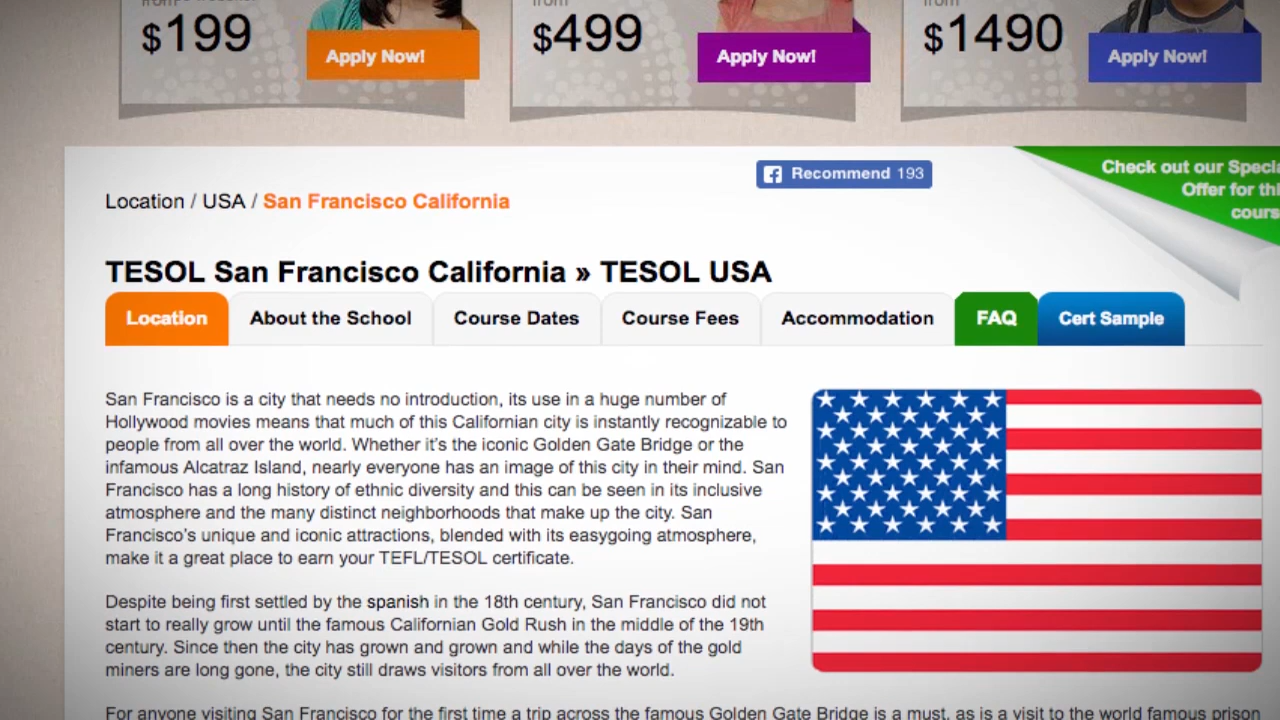 from
from
from
$199
$499
$1490
Apply Now!
Apply Now!
Apply Now!
Recommend 193
Check out our Specia
Offer for thi
cours
Location / USA / San Francisco California
TESOL San Francisco California » TESOL USA
Location
About the School
Course Dates
Course Fees
Accommodation
FAQ
Cert Sample
San Francisco is a city that needs no introduction, its use in a huge number of
Hollywood movies means that much of this Californian city is instantly recognizable to
people from all over the world. Whether it's the iconic Golden Gate Bridge or the
infamous Alcatraz Island, nearly everyone has an image of this city in their mind. San
Francisco has a long history of ethnic diversity and this can be seen in its inclusive
atmosphere and the many distinct neighborhoods that make up the city. San
Francisco's unique and iconic attractions, blended with its easygoing atmosphere,
make it a great place to earn your TEFL/TESOL certificate.
Despite being first settled by the spanish in the 18th century, San Francisco did not
start to really grow until the famous Californian Gold Rush in the middle of the 19th
century. Since then the city has grown and grown and while the days of the gold
miners are long gone, the city still draws visitors from all over the world.
For anyone visiting San Francisco for the first time a trip across the famous Golden Gate Bridge is a must, as is a visit to the world famous prison